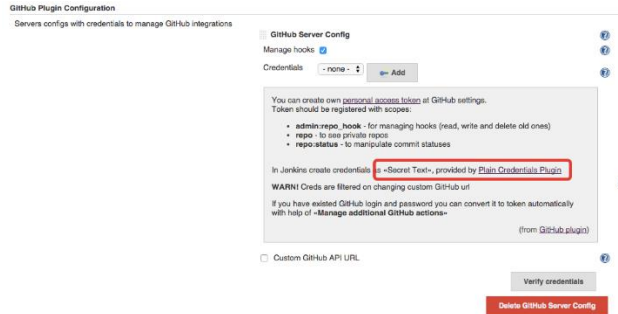 GitHub Plugin Configuration
Servers configs with credentials to manage GitHub integrations
GitHub Server Config
Manage hooks
Credentials
- none -
Add
You can create own personal access token at GitHub settings.
Token should be registered with scopes:
• admin:repo_hook - for managing hooks (read, write and delete old ones)
• repo - to see private repos
• repo:status - to manipulate commit statuses
In Jenkins create credentials as «Secret Text», provided by Plain Credentials Plugin
WARN! Creds are filtered on changing custom GitHub url
If you have existed GitHub login and password you can convert it to token automatically
with help of «Manage additional GitHub actions»
(from GitHub plugin)
Custom GitHub API URL
Verify credentials
Delete GitHub Server Config